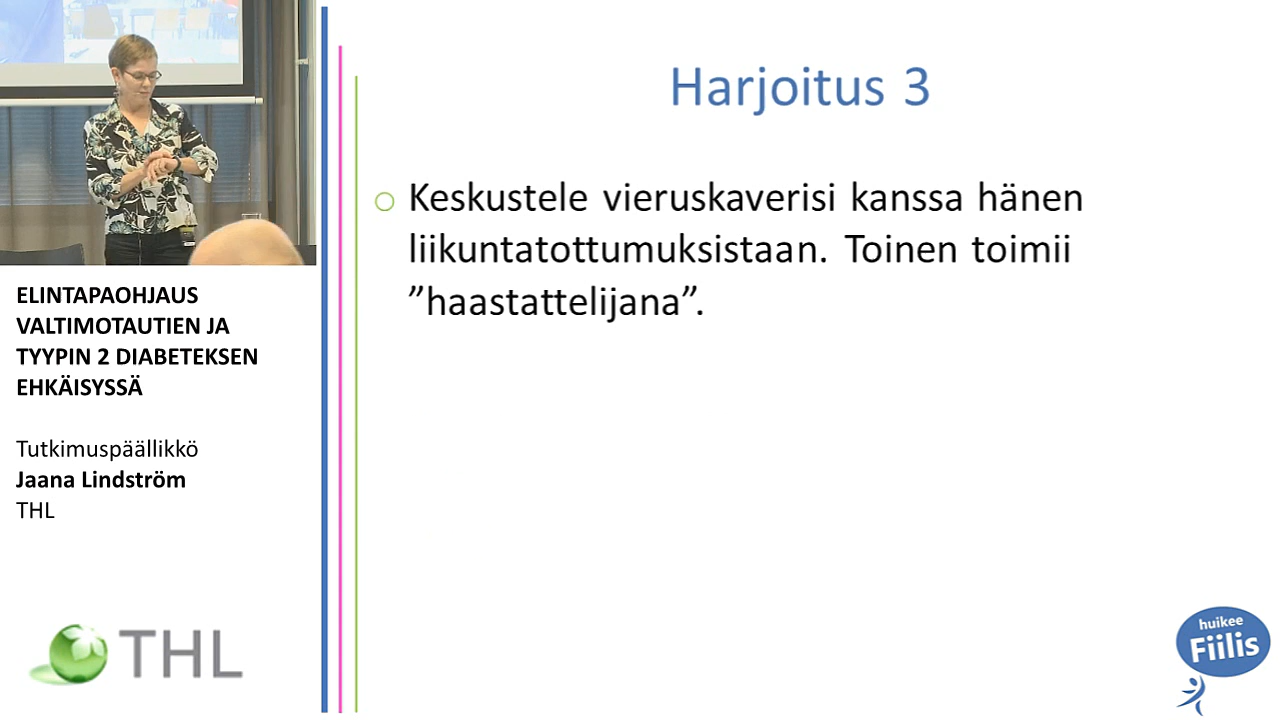 Harjoitus 3
Keskustele vieruskaverisi kanssa hänen
liikuntatottumuksistaan. Toinen toimii
”haastattelijana”.
ELINTAPAOHJAUS
VALTIMOTAUTIEN JA
TYYPIN 2 DIABETEKSEN
EHKÄISYSSÄ
Tutkimuspäällikkö
Jaana Lindström
THL
THL
huikee
Fiilis